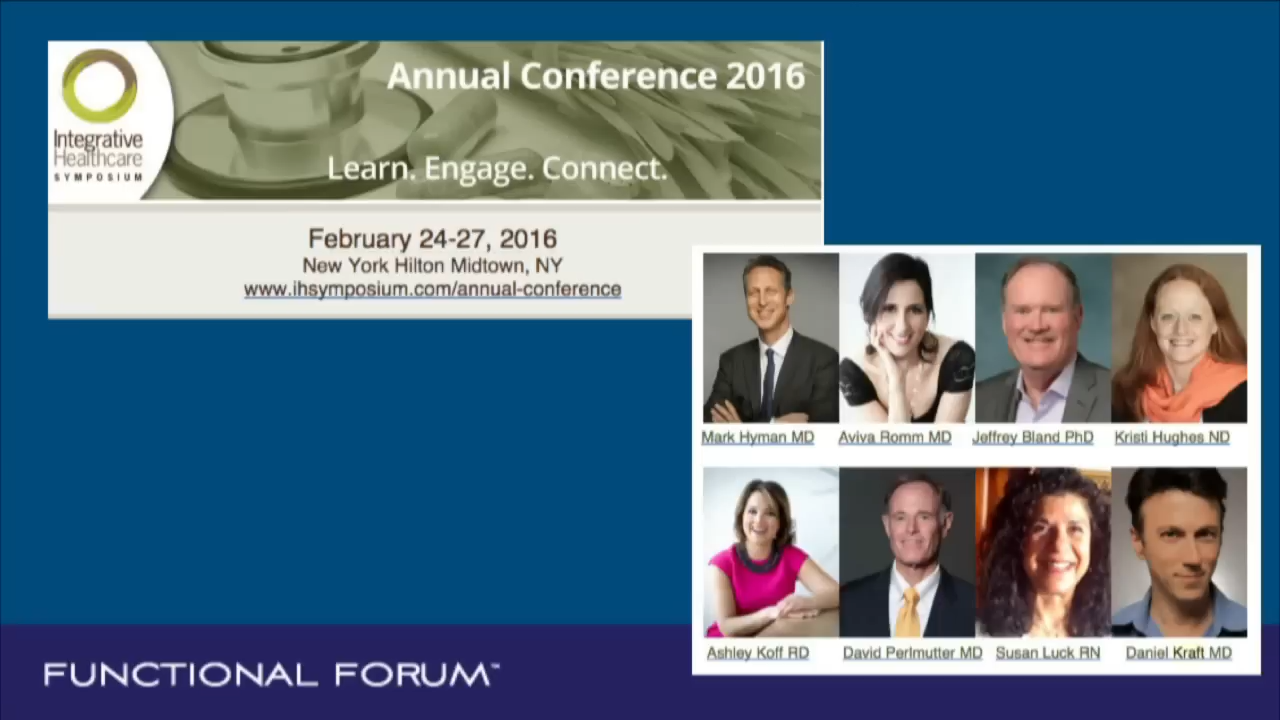 Integrative
Healthcare
SYMPOSIUM
Annual Conference 2016
Learn. Engage. Connect.
February 24-27, 2016
New York Hilton Midtown, NY
www.ihsymposium.com/annual-conference
Mark Hyman MD
Aviva Romm MD
Jeffrey Bland PhD
Kristi Hughes ND
Ashley Koff RD
David Perlmutter MD
Susan Luck RN
Daniel Kraft MD
FUNCTIONAL FORUM™